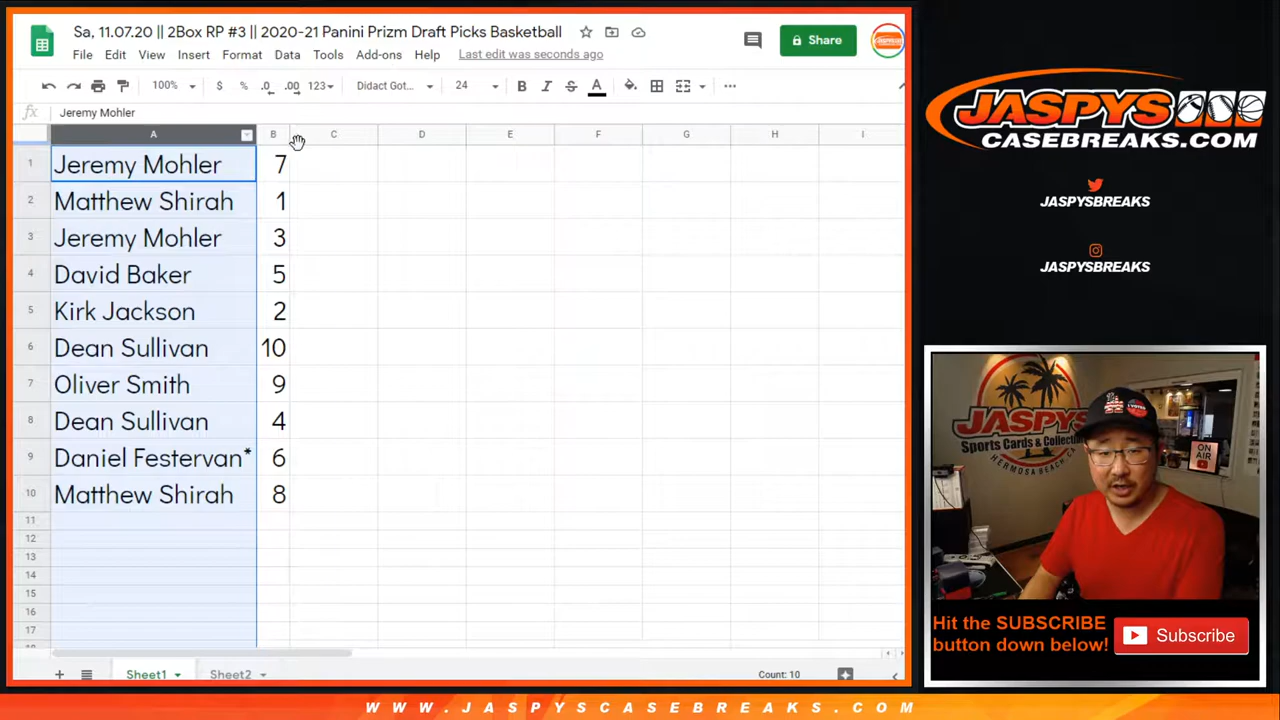 Sa, 11.07.20 || 2Box RP #3 || 2020-21 Panini Prizm Draft Picks Basketball
File Edit View Insert Format Data Tools Add-ons Help Last edit was seconds ago
Share
100% $ % .0 .00 123 Didact Got... 24 B I S A
fx Jeremy Mohler
A B C D E F G H I
1 Jeremy Mohler 7
2 Matthew Shirah 1
3 Jeremy Mohler 3
4 David Baker 5
5 Kirk Jackson 2
6 Dean Sullivan 10
7 Oliver Smith 9
8 Dean Sullivan 4
9 Daniel Festervan* 6
10 Matthew Shirah 8
11
12
13
14
15
16
17
Sheet1 Sheet2 Count: 10
JASPYS
CASEBREAKS.COM
JASPYSBREAKS
JASPYSBREAKS
JASPYS
Sports Cards & Collectib
HERMOSA BEACH, CA
ON AIR
Hit the SUBSCRIBE
button down below!
Subscribe
WWW.JASPYSCASEBREAKS.COM